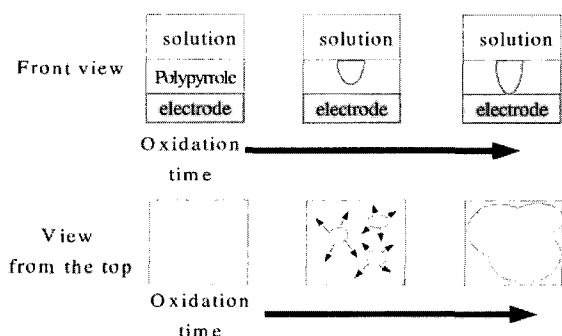 solution solution solution
Front view Polypyrrole
electrode electrode electrode
Oxidation
time
View
from the top
Oxidation
time